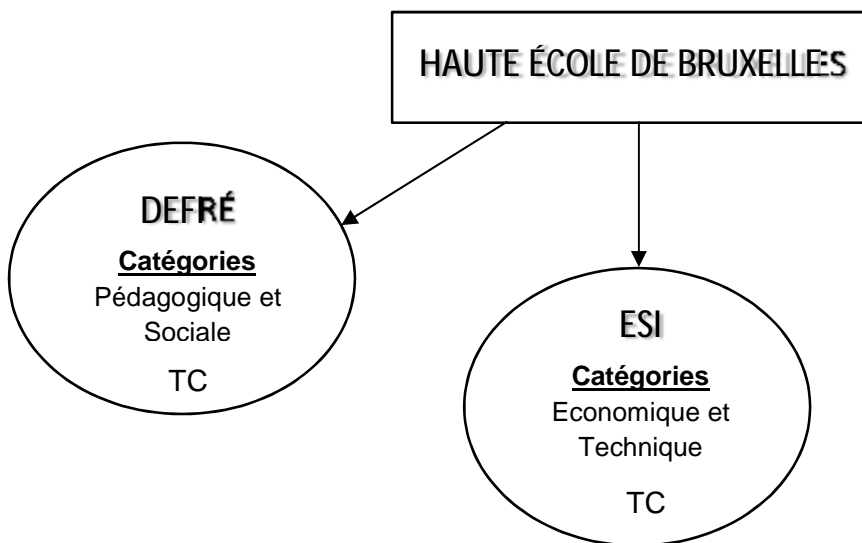 HAUTE ÉCOLE DE BRUXELLES
DEFRÉ
Catégories
Pédagogique et
Sociale
TC
ESI
Catégories
Economique et
Technique
TC